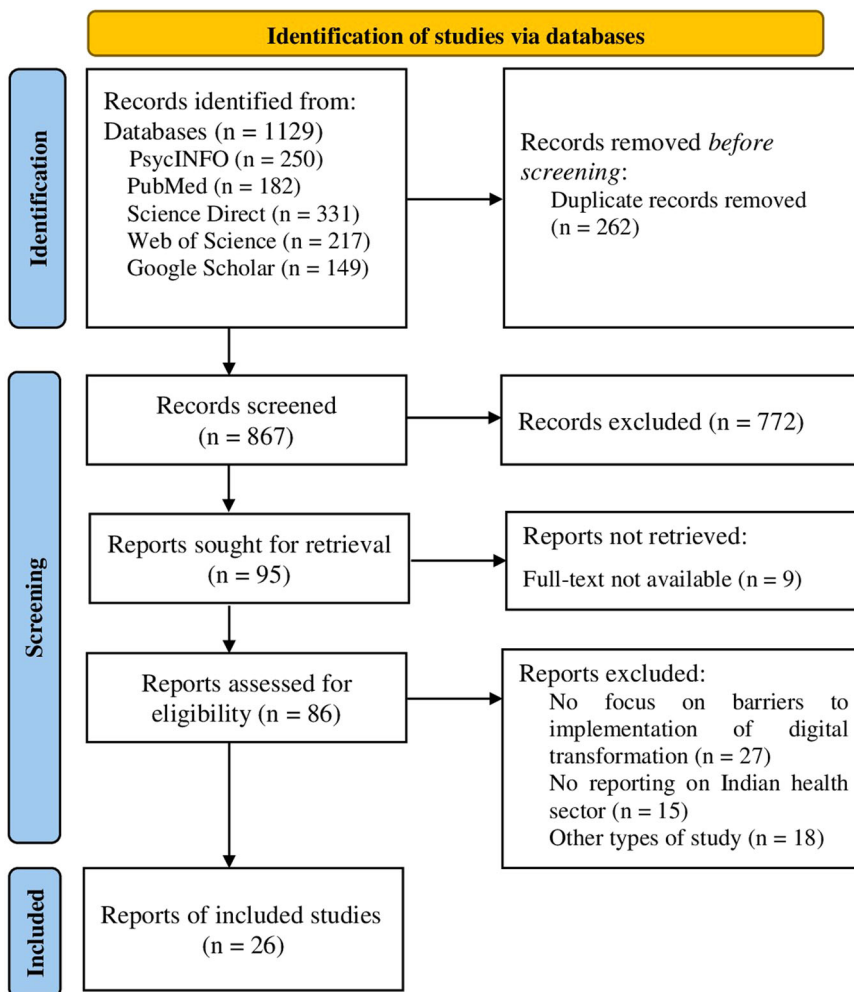 Identification of studies via databases
Identification
Records identified from:
Databases (n = 1129)
PsycINFO (n = 250)
PubMed (n = 182)
Science Direct (n = 331)
Web of Science (n = 217)
Google Scholar (n = 149)
Records removed before
screening:
Duplicate records removed
(n = 262)
Screening
Records screened
(n = 867)
Records excluded (n = 772)
Reports sought for retrieval
(n = 95)
Reports not retrieved:
Full-text not available (n = 9)
Reports assessed for
eligibility (n = 86)
Reports excluded:
No focus on barriers to
implementation of digital
transformation (n = 27)
No reporting on Indian health
sector (n = 15)
Other types of study (n = 18)
Included
Reports of included studies
(n = 26)